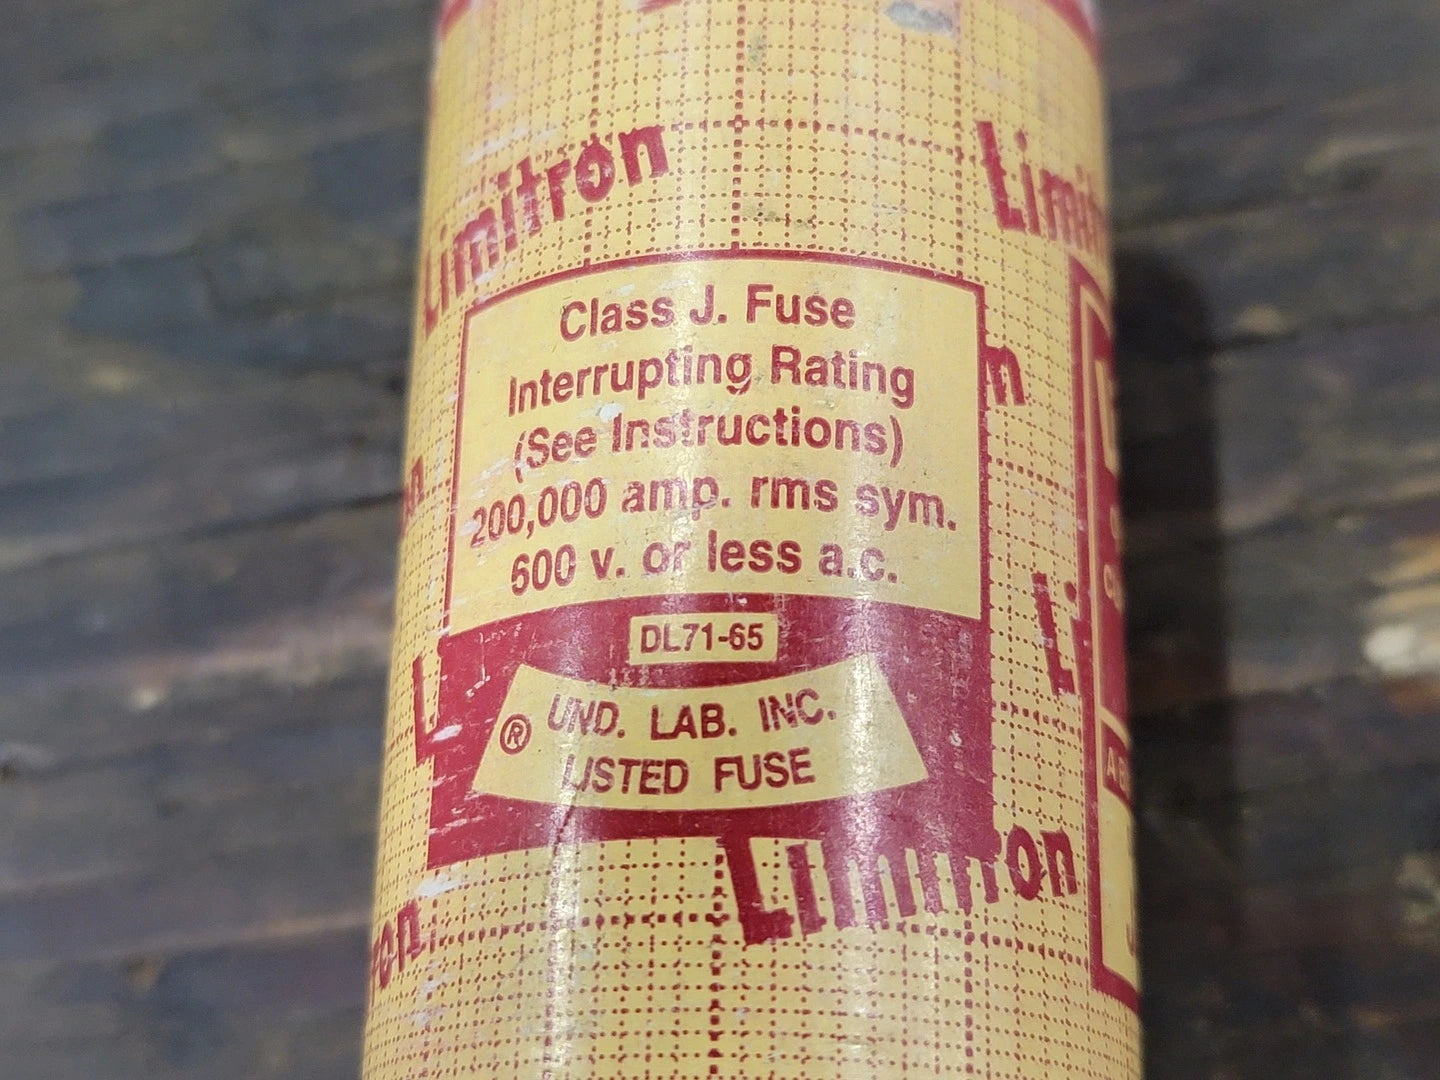 Limitron
Limit
Class J. Fuse
Interrupting Rating
(See Instructions)
200,000 amp. rms sym.
600 v. or less a.c.
DL71-65
® UND. LAB. INC.
LISTED FUSE
Limitron